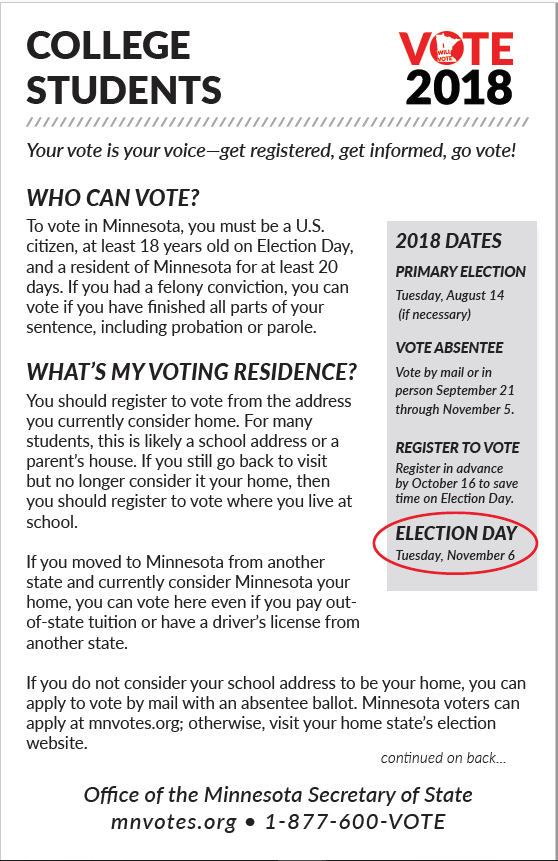 COLLEGE
STUDENTS
VOTE
I
WILL
VOTE
2018
Your vote is your voice—get registered, get informed, go vote!
WHO CAN VOTE?
To vote in Minnesota, you must be a U.S.
citizen, at least 18 years old on Election Day,
and a resident of Minnesota for at least 20
days. If you had a felony conviction, you can
vote if you have finished all parts of your
sentence, including probation or parole.
WHAT'S MY VOTING RESIDENCE?
You should register to vote from the address
you currently consider home. For many
students, this is likely a school address or a
parent's house. If you still go back to visit
but no longer consider it your home, then
you should register to vote where you live at
school.
If you moved to Minnesota from another
state and currently consider Minnesota your
home, you can vote here even if you pay out-
of-state tuition or have a driver's license from
another state.
If you do not consider your school address to be your home, you can
apply to vote by mail with an absentee ballot. Minnesota voters can
apply at mnvotes.org; otherwise, visit your home state's election
website.
2018 DATES
PRIMARY ELECTION
Tuesday, August 14
(if necessary)
VOTE ABSENTEE
Vote by mail or in
person September 21
through November 5.
REGISTER TO VOTE
Register in advance
by October 16 to save
time on Election Day.
ELECTION DAY
Tuesday, November 6
continued on back...
Office of the Minnesota Secretary of State
mnvotes.org • 1-877-600-VOTE